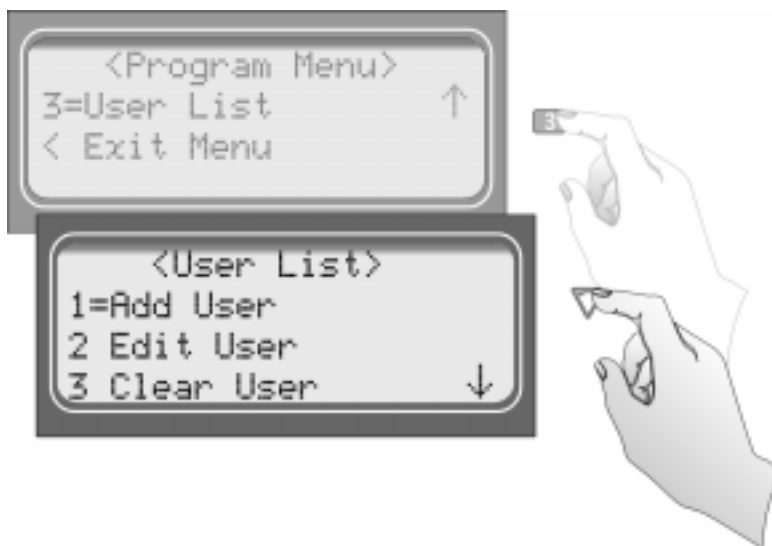 <Program Menu>
3=User List ↑
< Exit Menu
3
<User List>
1=Add User
2 Edit User
3 Clear User ↓